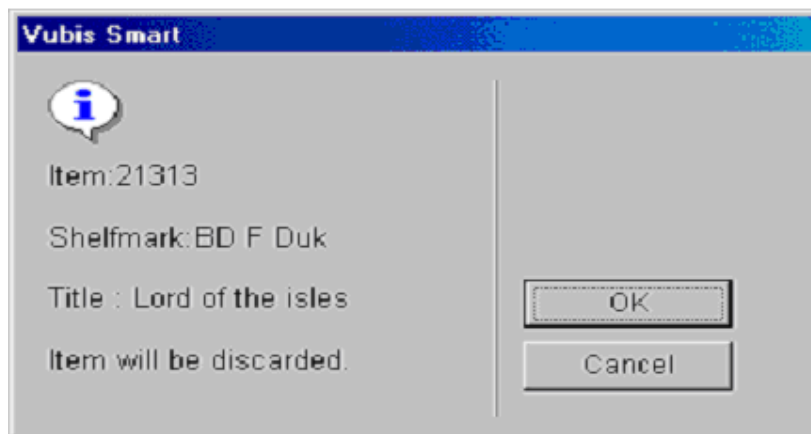 Vubis Smart
Item:21313
Shelfmark:BD F Duk
Title : Lord of the isles
Item will be discarded.
OK
Cancel